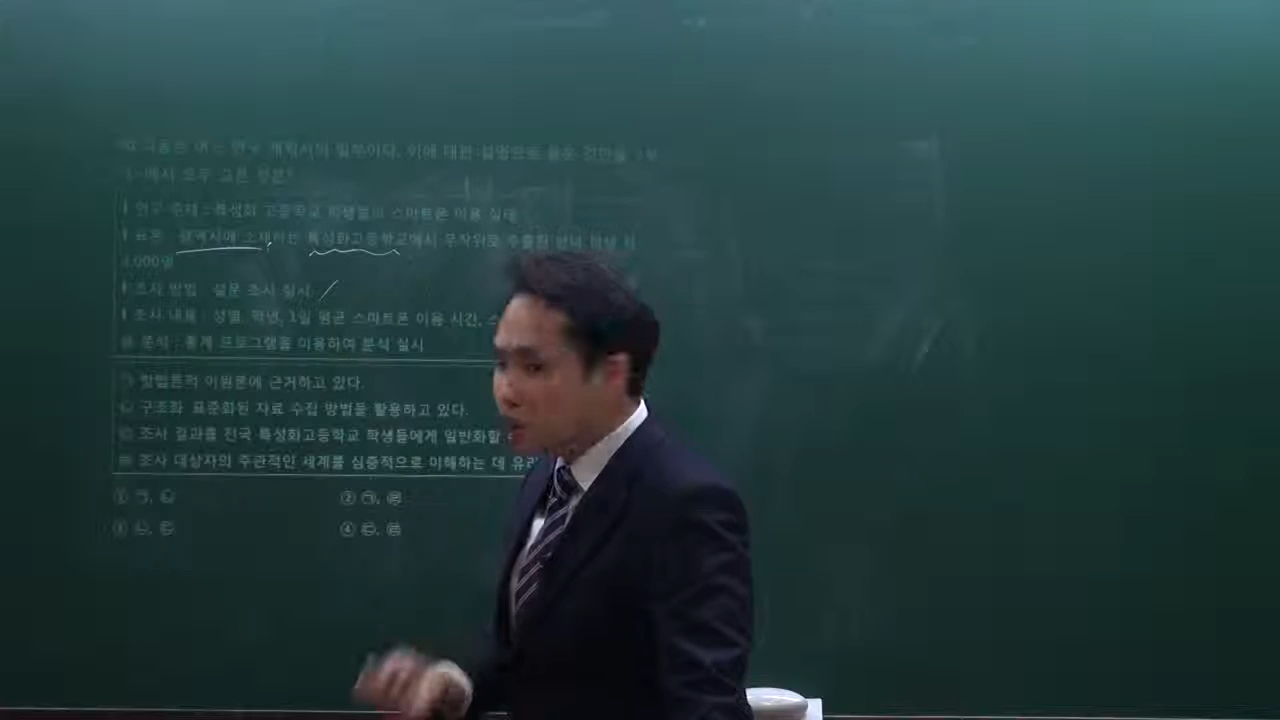 다음은 어느 연구 계획서의 일부이다. 이에 대한 설명으로 옳은 것만을
에서 모두 고른 것은?
연구 주제 : 특성화 고등학교 학생들의 스마트폰 이용 실태
표본 : 광역시에 소재하는 특성화고등학교에서 무작위로 추출한 남녀 학생 각
1,000명
조사 방법 : 설문 조사 실시
조사 내용 : 성별, 학년, 1일 평균 스마트폰 이용 시간,
분석 : 통계 프로그램을 이용하여 분석 실시
㉠ 방법론적 이원론에 근거하고 있다.
㉡ 구조화 표준화된 자료 수집 방법을 활용하고 있다.
㉢ 조사 결과를 전국 특성화고등학교 학생들에게 일반화할
㉣ 조사 대상자의 주관적인 세계를 심층적으로 이해하는 데
① ㉠, ㉡ ② ㉠, ㉣
③ ㉡, ㉢ ④ ㉢, ㉣